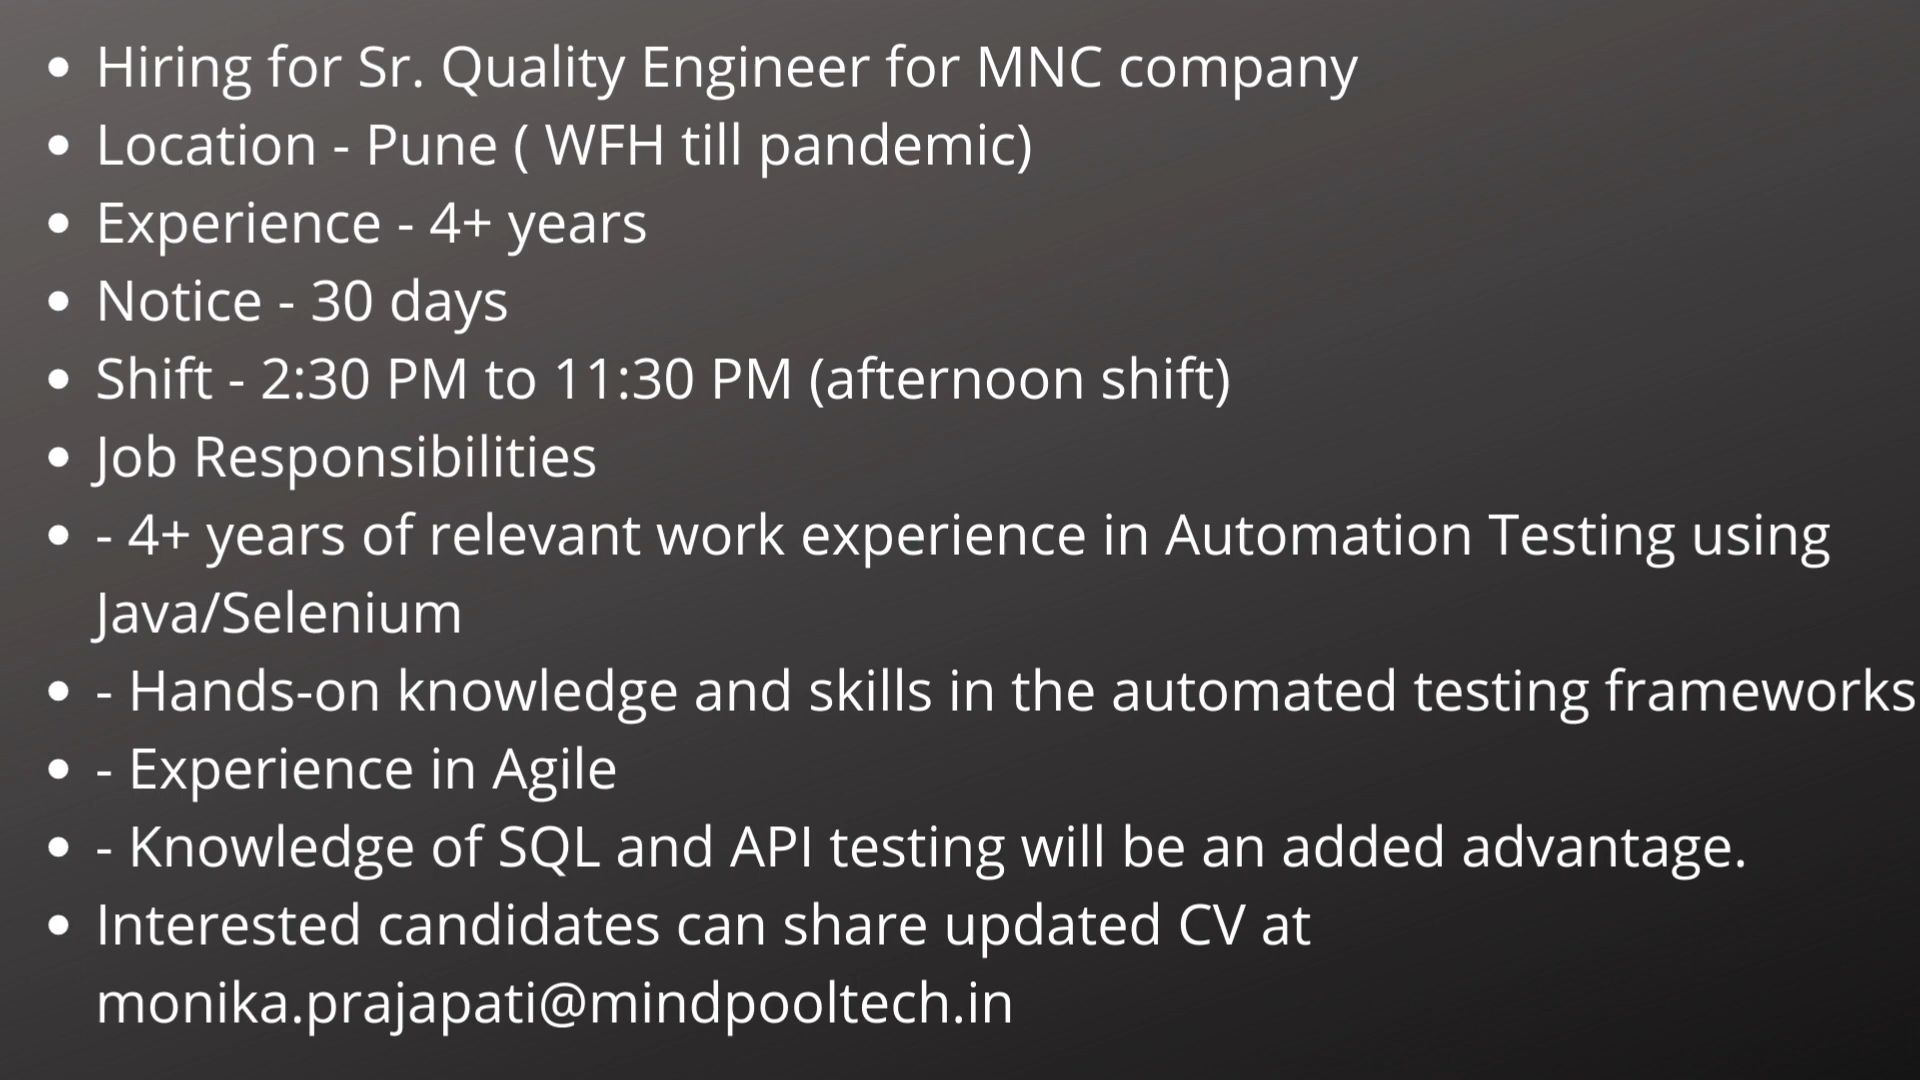 • Hiring for Sr. Quality Engineer for MNC company
• Location - Pune ( WFH till pandemic)
• Experience - 4+ years
• Notice - 30 days
• Shift - 2:30 PM to 11:30 PM (afternoon shift)
• Job Responsibilities
• - 4+ years of relevant work experience in Automation Testing using
Java/Selenium
• - Hands-on knowledge and skills in the automated testing frameworks
• - Experience in Agile
• - Knowledge of SQL and API testing will be an added advantage.
• Interested candidates can share updated CV at
monika.prajapati@mindpooltech.in